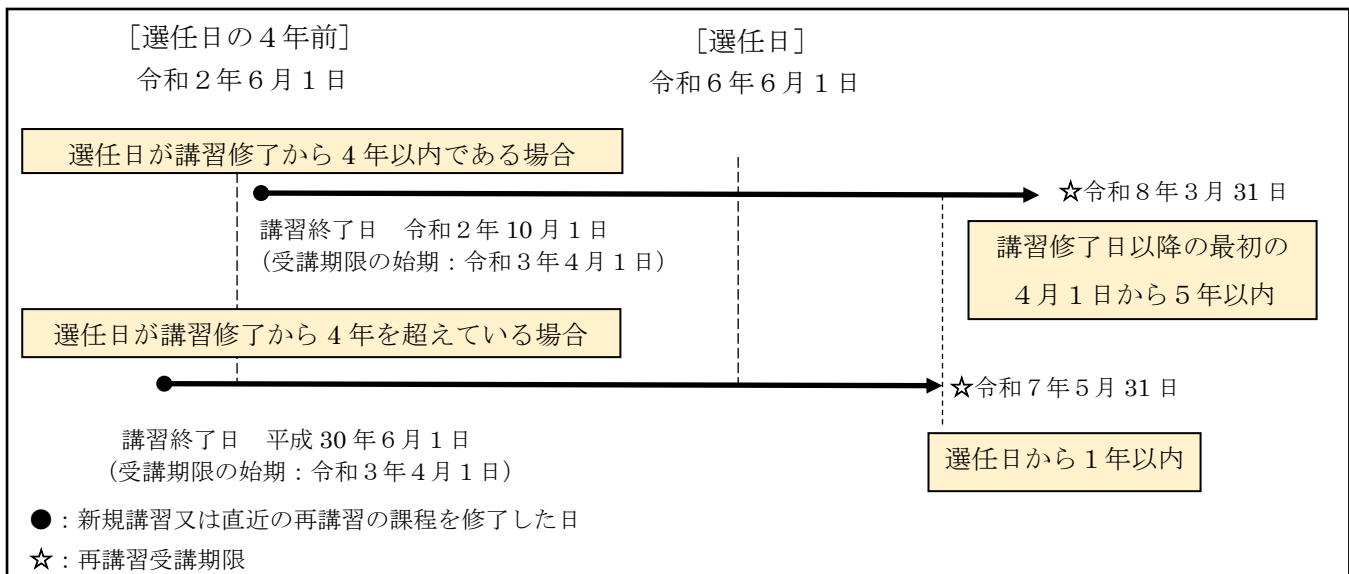 ［選任日の４年前］
令和２年６月１日
［選任日］
令和６年６月１日
選任日が講習修了から 4 年以内である場合
☆令和８年３月 31 日
講習終了日　令和２年 10 月１日
（受講期限の始期：令和３年４月１日）
講習修了日以降の最初の
４月１日から５年以内
選任日が講習修了から 4 年を超えている場合
☆令和７年５月 31 日
講習終了日　平成 30 年６月１日
（受講期限の始期：令和３年４月１日）
選任日から１年以内
●：新規講習又は直近の再講習の課程を修了した日
☆：再講習受講期限